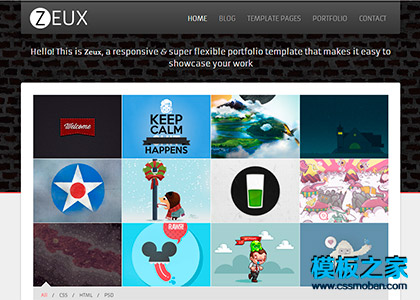 ZEUX
HOME BLOG TEMPLATE PAGES PORTFOLIO CONTACT
Hello! This is Zeux, a responsive & super flexible portfolio template that makes it easy to
showcase your work
Welcome
KEEP
CALM
HAPPENS
RAWR!
模板之家
www.cssmoban.com
All / CSS / HTML / PSD